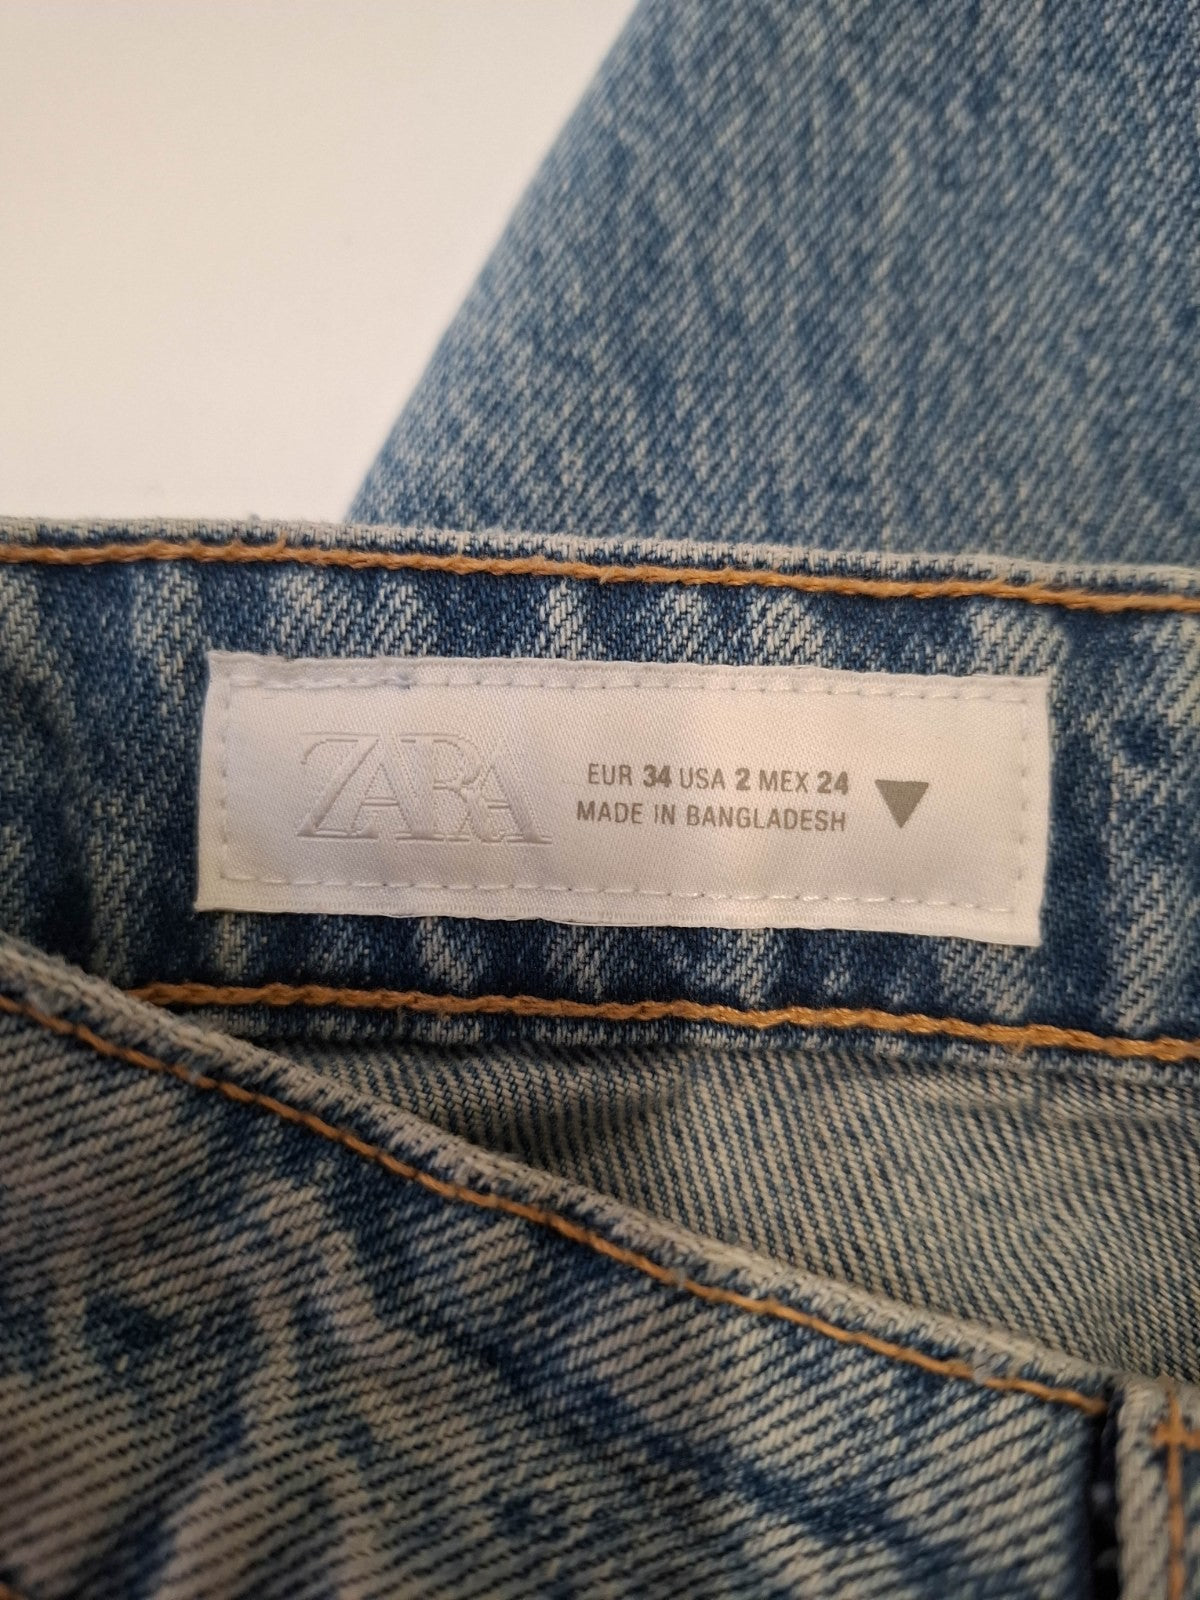 ZARA
EUR 34 USA 2 MEX 24
MADE IN BANGLADESH